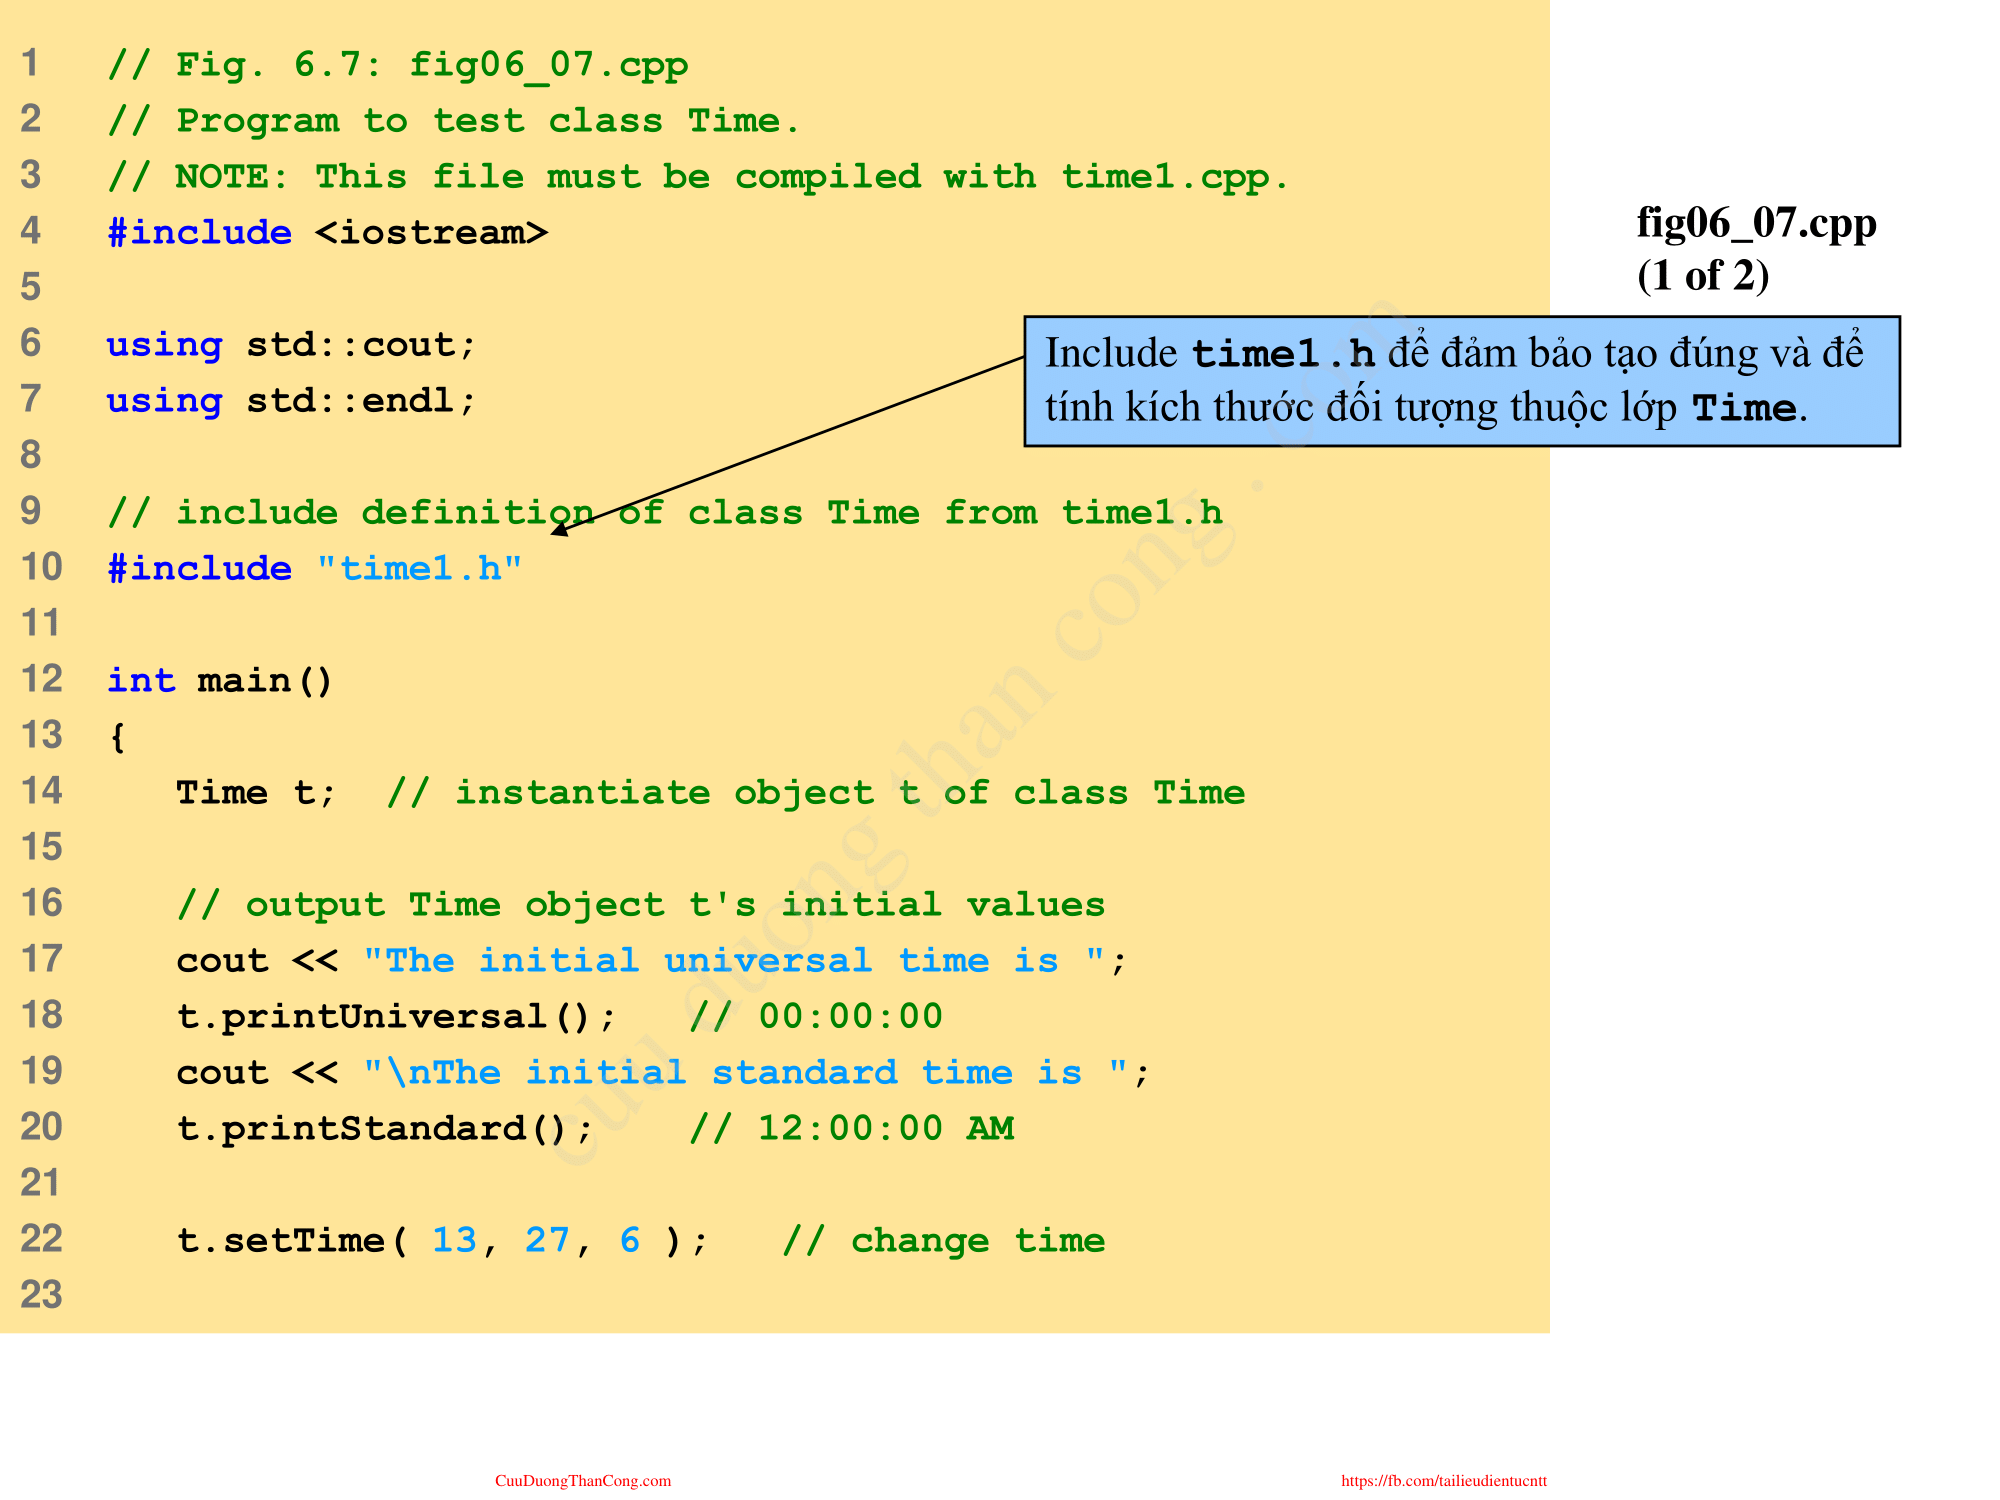 1 // Fig. 6.7: fig06_07.cpp
2 // Program to test class Time.
3 // NOTE: This file must be compiled with time1.cpp.
4 #include <iostream>
5
6 using std::cout;
7 using std::endl;
8
9 // include definition of class Time from time1.h
10 #include "time1.h"
11
12 int main()
13 {
14 Time t; // instantiate object t of class Time
15
16 // output Time object t's initial values
17 cout << "The initial universal time is ";
18 t.printUniversal(); // 00:00:00
19 cout << "\nThe initial standard time is ";
20 t.printStandard(); // 12:00:00 AM
21
22 t.setTime( 13, 27, 6 ); // change time
23
fig06_07.cpp
(1 of 2)
Include time1.h để đảm bảo tạo đúng và để
tính kích thước đối tượng thuộc lớp Time.
cuu duong than cong . com
CuuDuongThanCong.com
https://fb.com/tailieudientucntt